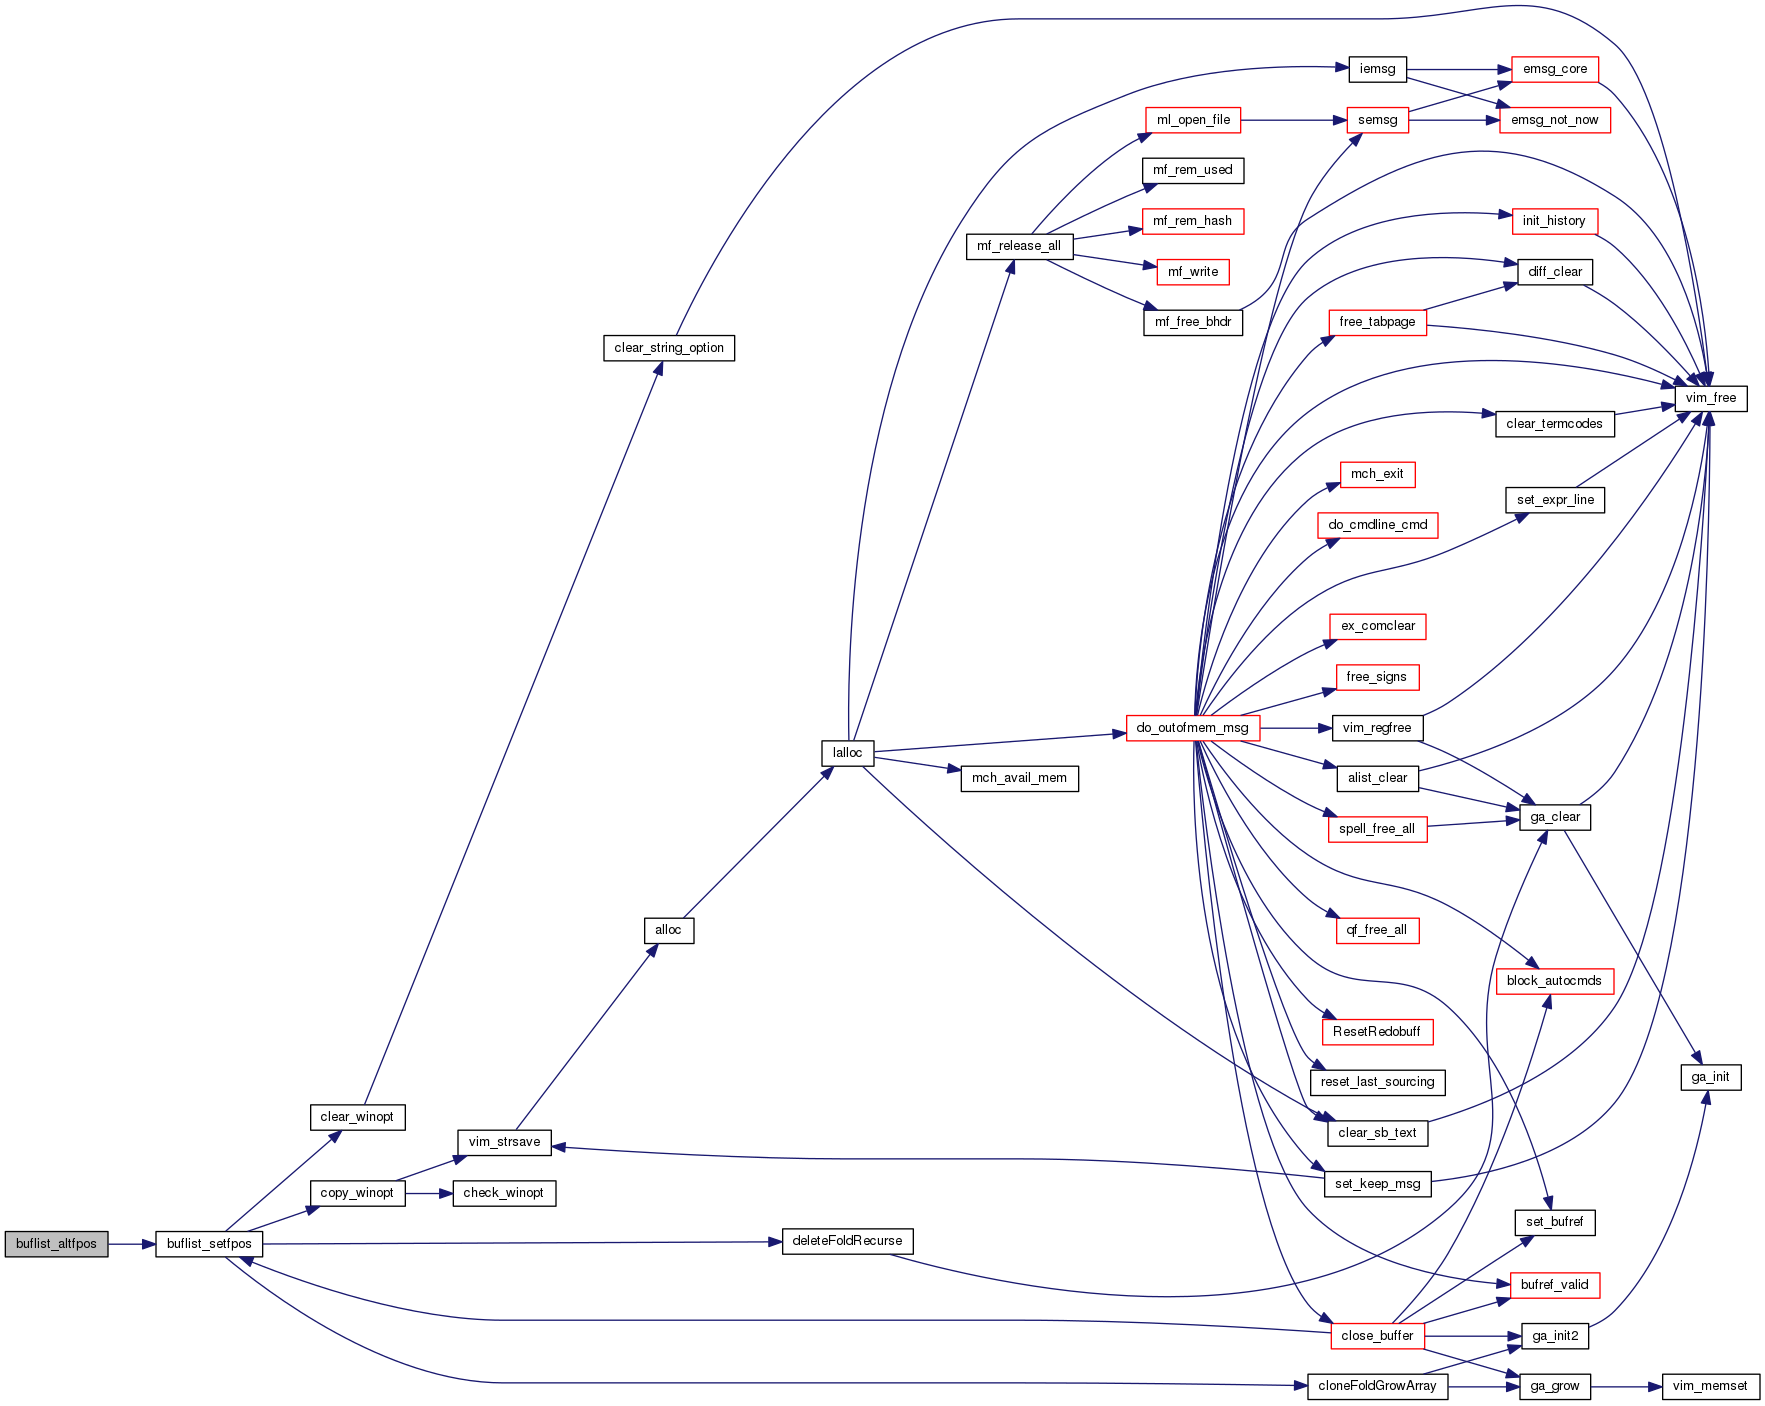 iemsg
emsg_core
ml_open_file
semsg
emsg_not_now
mf_rem_used
mf_rem_hash
init_history
mf_release_all
mf_write
diff_clear
mf_free_bhdr
free_tabpage
clear_string_option
vim_free
clear_termcodes
mch_exit
set_expr_line
do_cmdline_cmd
ex_comclear
free_signs
do_outofmem_msg
vim_regfree
lalloc
mch_avail_mem
alist_clear
ga_clear
spell_free_all
alloc
qf_free_all
block_autocmds
ResetRedobuff
reset_last_sourcing
ga_init
clear_winopt
clear_sb_text
vim_strsave
copy_winopt
check_winopt
set_keep_msg
set_bufref
buflist_altfpos
buflist_setfpos
deleteFoldRecurse
bufref_valid
close_buffer
ga_init2
cloneFoldGrowArray
ga_grow
vim_memset